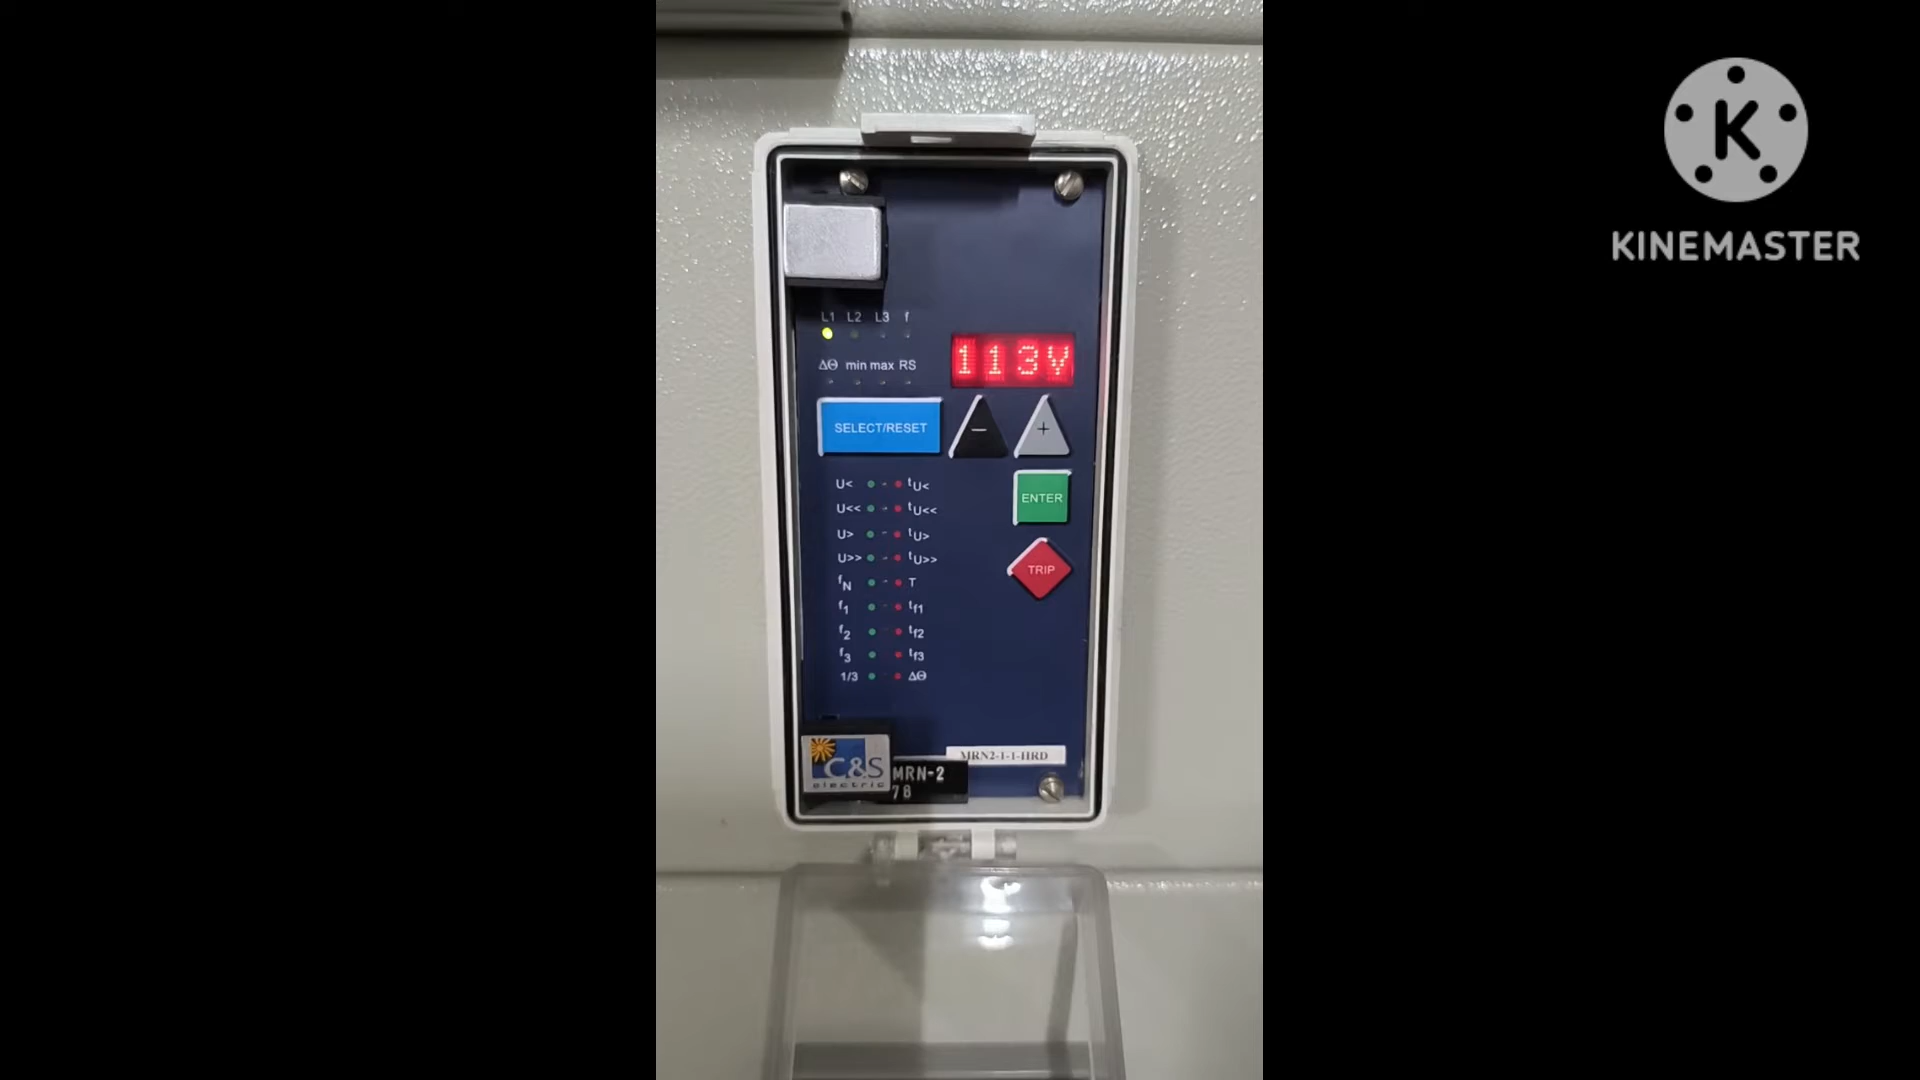 K
KINEMASTER
L1 L2 L3 f
113V
ΔΘ min max RS
SELECT/RESET
−
+
U< tU<
U<< tU<<
ENTER
U> tU>
U>> tU>>
TRIP
fN T
f1 tf1
f2 tf2
f3 tf3
1/3 ΔΘ
C&S
electric
MRN2-1-1-HRD
MRN-2
78